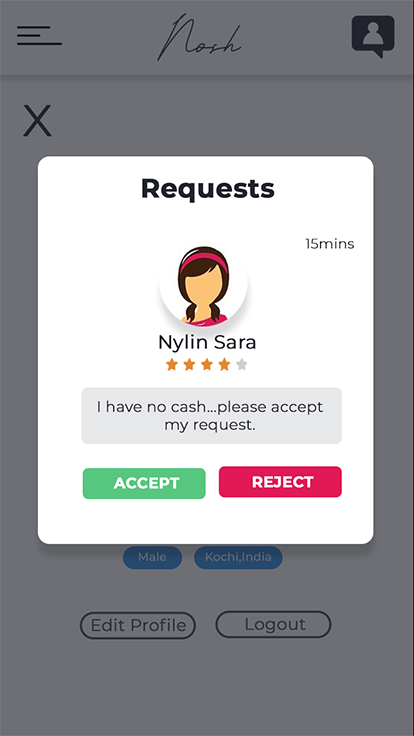 Nosh
X
Requests
15mins
Nylin Sara
I have no cash...please accept
my request.
ACCEPT REJECT
Male Kochi,India
Edit Profile Logout